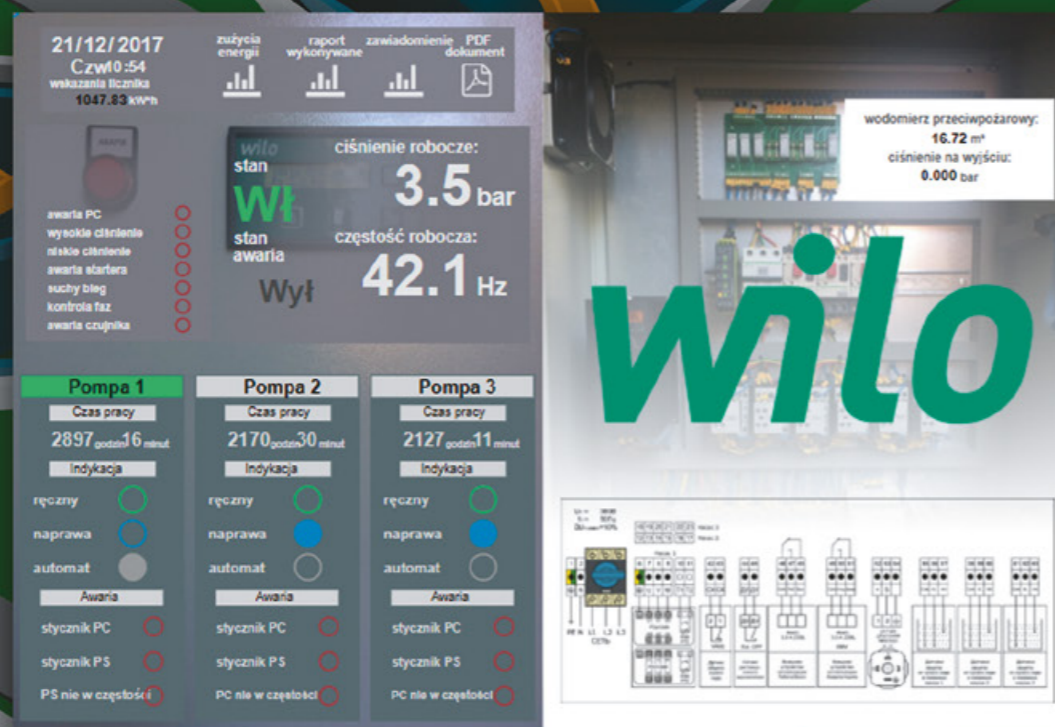 21/12/2017
Czw10:54
wskazania licznika
1047.83 kW*h
zużycia energii
raport wykonywane
zawiadomienie
PDF dokument
wilo
stan
Wł
stan
awaria
Wył
ciśnienie robocze:
3.5 bar
częstość robocza:
42.1 Hz
awaria PC
wysokie ciśnienie
niskie ciśnienie
awaria startera
suchy bieg
kontrola faz
awaria czujnika
wodomierz przeciwpożarowy:
16.72 m³
ciśnienie na wyjściu:
0.000 bar
wilo
Pompa 1
Czas pracy
2897 godzin 16 minut
Indykacja
ręczny
naprawa
automat
Awaria
stycznik PC
stycznik PS
PS nie w częstości
Pompa 2
Czas pracy
2170 godzin 30 minut
Indykacja
ręczny
naprawa
automat
Awaria
stycznik PC
stycznik PS
PC nie w częstości
Pompa 3
Czas pracy
2127 godzin 11 minut
Indykacja
ręczny
naprawa
automat
Awaria
stycznik PC
stycznik PS
PC nie w częstości
PE N L1 L2 L3